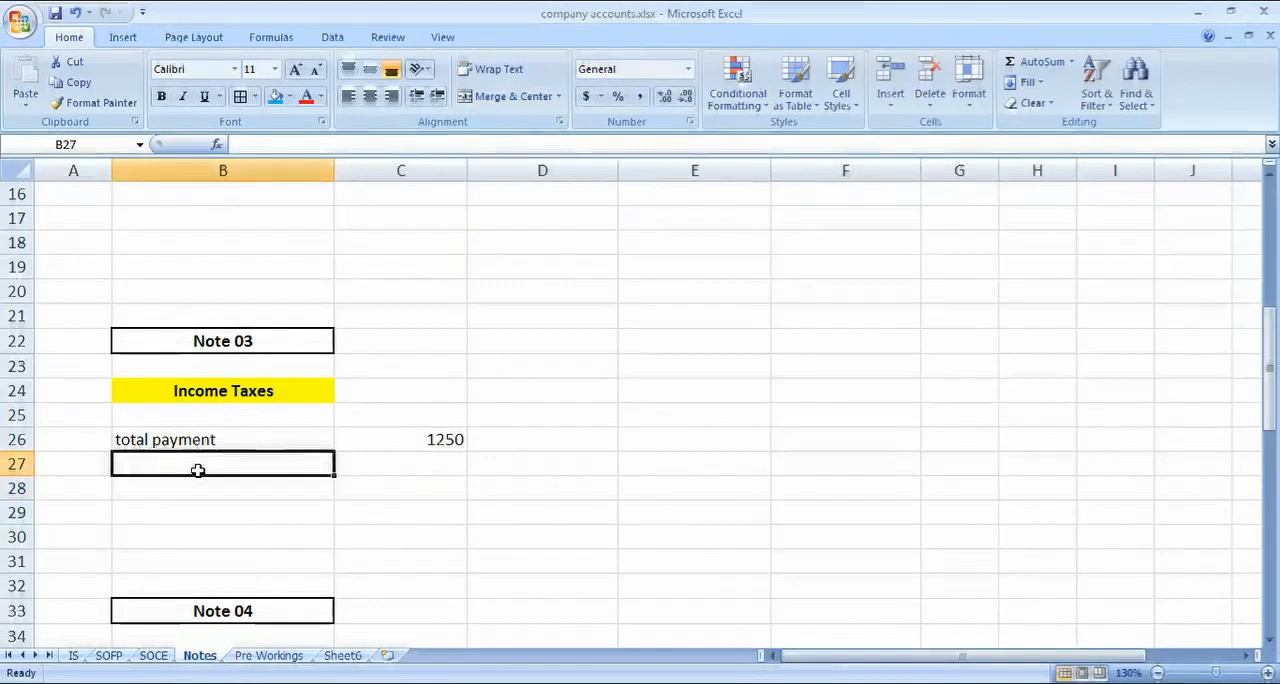 company accounts.xlsx - Microsoft Excel
Home Insert Page Layout Formulas Data Review View
Cut
Copy
Format Painter
Paste
Clipboard
Calibri 11
B I U
Font
Wrap Text
Merge & Center
Alignment
General
$ % ,
Number
Conditional Formatting
Format as Table
Cell Styles
Styles
Insert Delete Format
Cells
AutoSum
Fill
Clear
Sort & Filter
Find & Select
Editing
B27 fx
A B C D E F G H I J
16
17
18
19
20
21
22 Note 03
23
24 Income Taxes
25
26 total payment 1250
27
28
29
30
31
32
33 Note 04
34
IS SOFP SOCE Notes Pre Workings Sheet6
Ready 130%